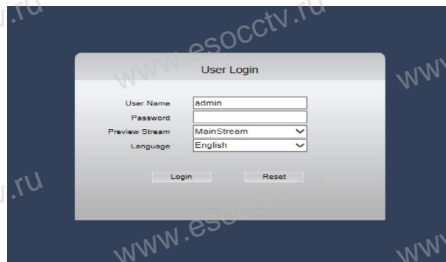 .ru
www.esocctv.ru
www
User Login
User Name admin
Password
Preview Stream MainStream
Language English
Login Reset
.ru
www.esocctv.ru
www